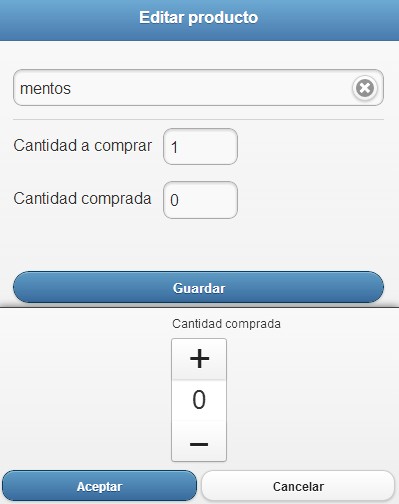 Editar producto
mentos
Cantidad a comprar 1
Cantidad comprada 0
Guardar
Cantidad comprada
+
0
−
Aceptar Cancelar